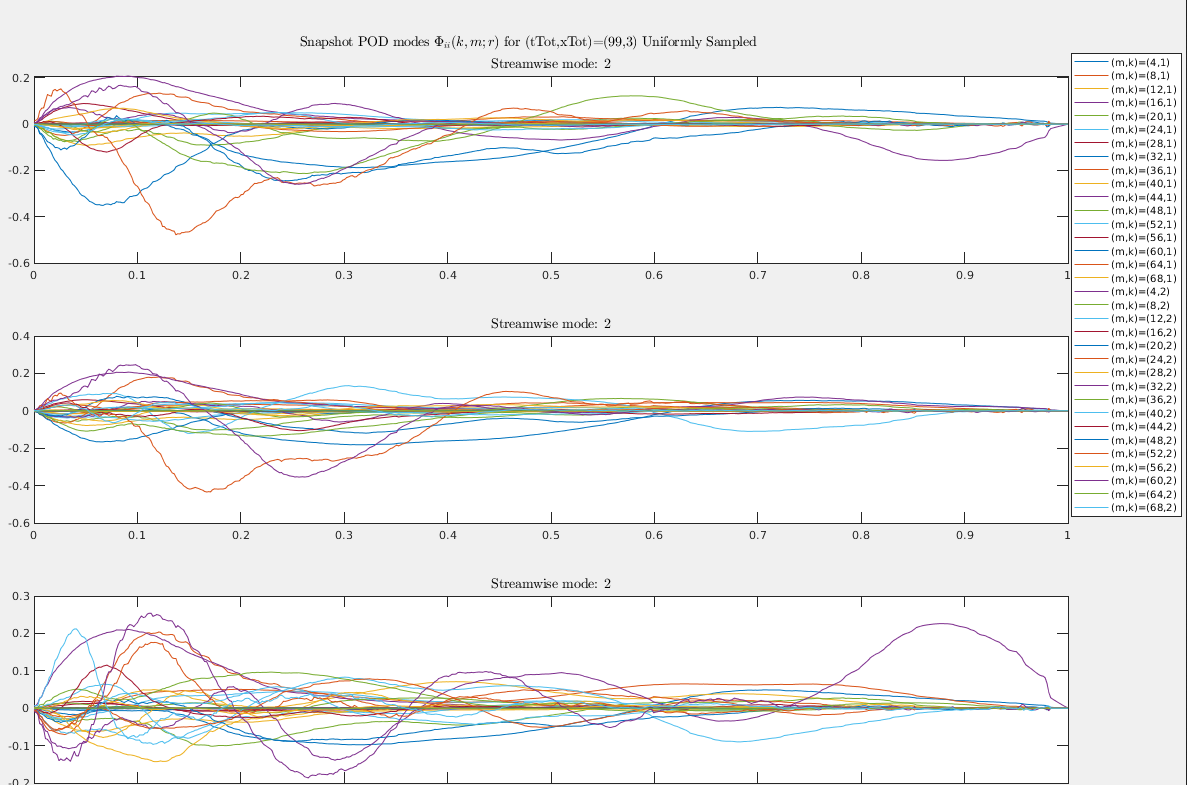 Snapshot POD modes Φii(k, m; r) for (tTot,xTot)=(99,3) Uniformly Sampled
Streamwise mode: 2
0.2
0
-0.2
-0.4
-0.6
0 0.1 0.2 0.3 0.4 0.5 0.6 0.7 0.8 0.9 1
Streamwise mode: 2
0.4
0.2
0
-0.2
-0.4
-0.6
0 0.1 0.2 0.3 0.4 0.5 0.6 0.7 0.8 0.9 1
Streamwise mode: 2
0.3
0.2
0.1
0
-0.1
-0.2
(m,k)=(4,1)
(m,k)=(8,1)
(m,k)=(12,1)
(m,k)=(16,1)
(m,k)=(20,1)
(m,k)=(24,1)
(m,k)=(28,1)
(m,k)=(32,1)
(m,k)=(36,1)
(m,k)=(40,1)
(m,k)=(44,1)
(m,k)=(48,1)
(m,k)=(52,1)
(m,k)=(56,1)
(m,k)=(60,1)
(m,k)=(64,1)
(m,k)=(68,1)
(m,k)=(4,2)
(m,k)=(8,2)
(m,k)=(12,2)
(m,k)=(16,2)
(m,k)=(20,2)
(m,k)=(24,2)
(m,k)=(28,2)
(m,k)=(32,2)
(m,k)=(36,2)
(m,k)=(40,2)
(m,k)=(44,2)
(m,k)=(48,2)
(m,k)=(52,2)
(m,k)=(56,2)
(m,k)=(60,2)
(m,k)=(64,2)
(m,k)=(68,2)